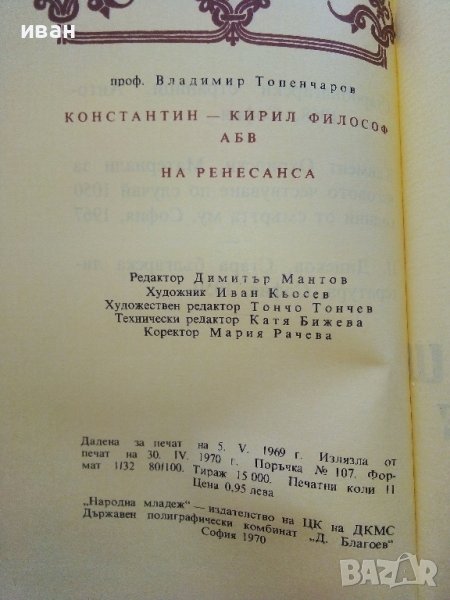 иван
проф. Владимир Топенчаров
КОНСТАНТИН — КИРИЛ ФИЛОСОФ
АБВ
НА РЕНЕСАНСА
Редактор Димитър Мантов
Художник Иван Кьосев
Художествен редактор Тончо Тончев
Технически редактор Катя Бижева
Коректор Мария Рачева
Дадена за печат на 5. V. 1969 г. Излязла от
печат на 30. IV. 1970 г. Поръчка № 107. Фор-
мат 1/32 80/100. Тираж 15 000. Печатни коли 11
Цена 0,95 лева
„Народна младеж" — издателство на ЦК на ДКМС
Държавен полиграфически комбинат „Д. Благоев"
София 1970
BAZAR.bg